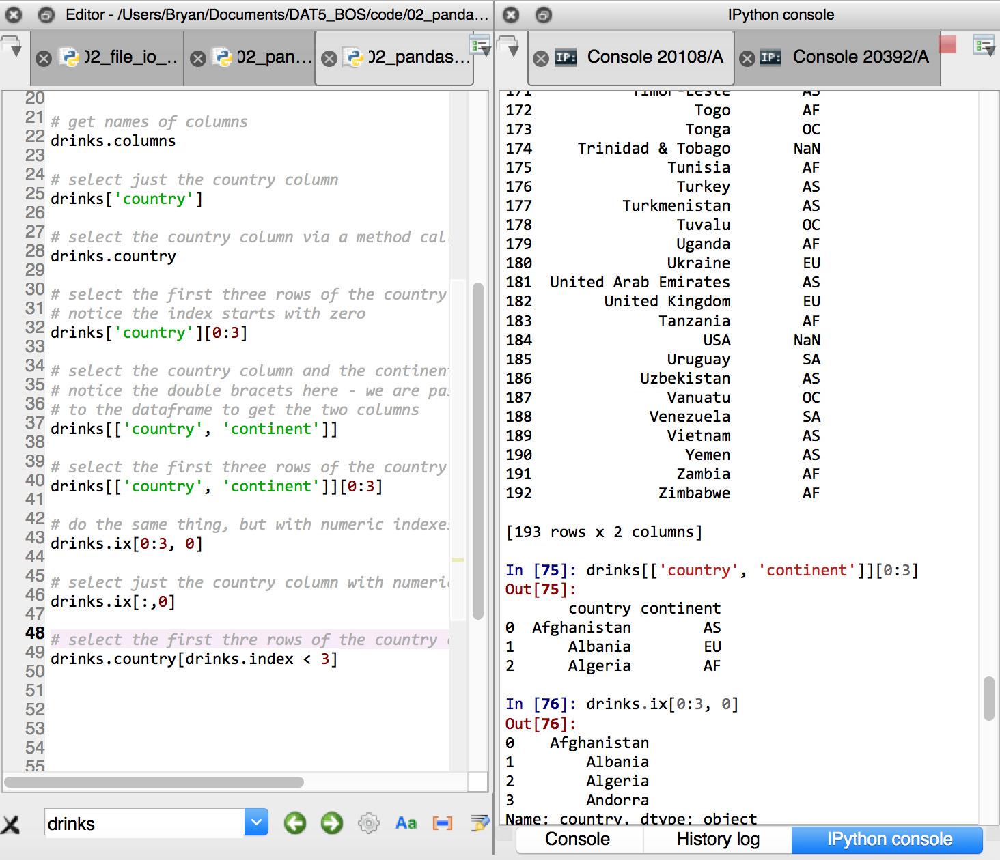 Editor - /Users/Bryan/Documents/DAT5_BOS/code/02_panda...
02_file_io_...
02_pan...
02_pandas...
20
21 # get names of columns
22 drinks.columns
23
24 # select just the country column
25 drinks['country']
26
27 # select the country column via a method cal
28 drinks.country
29
30 # select the first three rows of the country
31 # notice the index starts with zero
32 drinks['country'][0:3]
33
34 # select the country column and the continen
35 # notice the double bracets here - we are pa
36 # to the dataframe to get the two columns
37 drinks[['country', 'continent']]
38
39 # select the first three rows of the country
40 drinks[['country', 'continent']][0:3]
41
42 # do the same thing, but with numeric indexes
43 drinks.ix[0:3, 0]
44
45 # select just the country column with numeric
46 drinks.ix[:,0]
47
48 # select the first thre rows of the country
49 drinks.country[drinks.index < 3]
50
51
52
53
54
55
drinks
Aa
IPython console
IP: Console 20108/A
IP: Console 20392/A
171 Timor-Leste AS
172 Togo AF
173 Tonga OC
174 Trinidad & Tobago NaN
175 Tunisia AF
176 Turkey AS
177 Turkmenistan AS
178 Tuvalu OC
179 Uganda AF
180 Ukraine EU
181 United Arab Emirates AS
182 United Kingdom EU
183 Tanzania AF
184 USA NaN
185 Uruguay SA
186 Uzbekistan AS
187 Vanuatu OC
188 Venezuela SA
189 Vietnam AS
190 Yemen AS
191 Zambia AF
192 Zimbabwe AF
[193 rows x 2 columns]
In [75]: drinks[['country', 'continent']][0:3]
Out[75]:
country continent
0 Afghanistan AS
1 Albania EU
2 Algeria AF
In [76]: drinks.ix[0:3, 0]
Out[76]:
0 Afghanistan
1 Albania
2 Algeria
3 Andorra
Name: country, dtype: object
Console
History log
IPython console